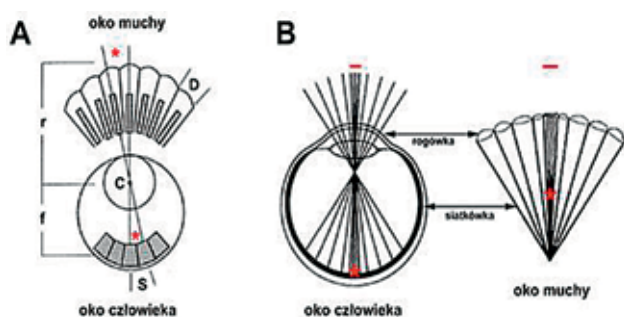 oko muchy
A
*
D
r
C
f
*
S
oko człowieka
B
rogówka
siatkówka
*
*
oko człowieka
oko muchy